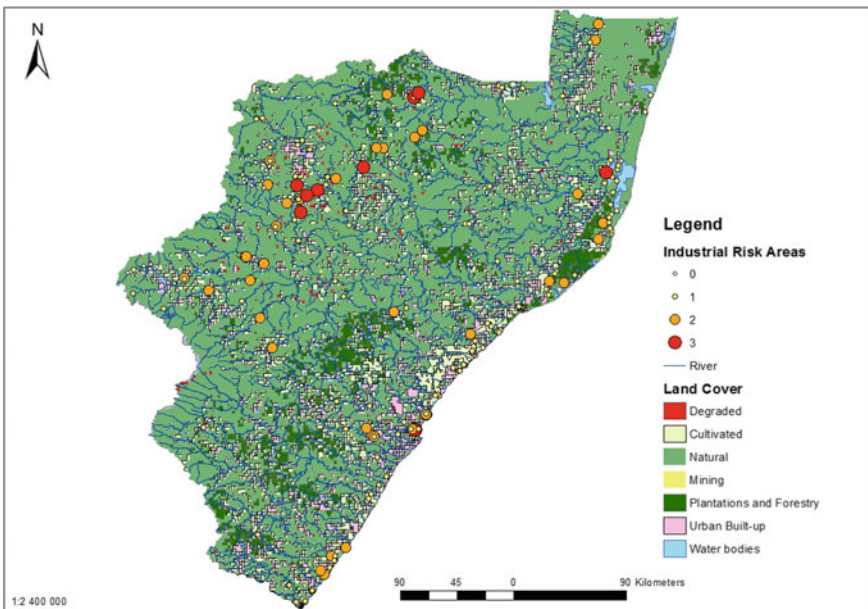 N
Legend
Industrial Risk Areas
0
1
2
3
River
Land Cover
Degraded
Cultivated
Natural
Mining
Plantations and Forestry
Urban Built-up
Water bodies
90 45 0 90 Kilometers
1:2 400 000